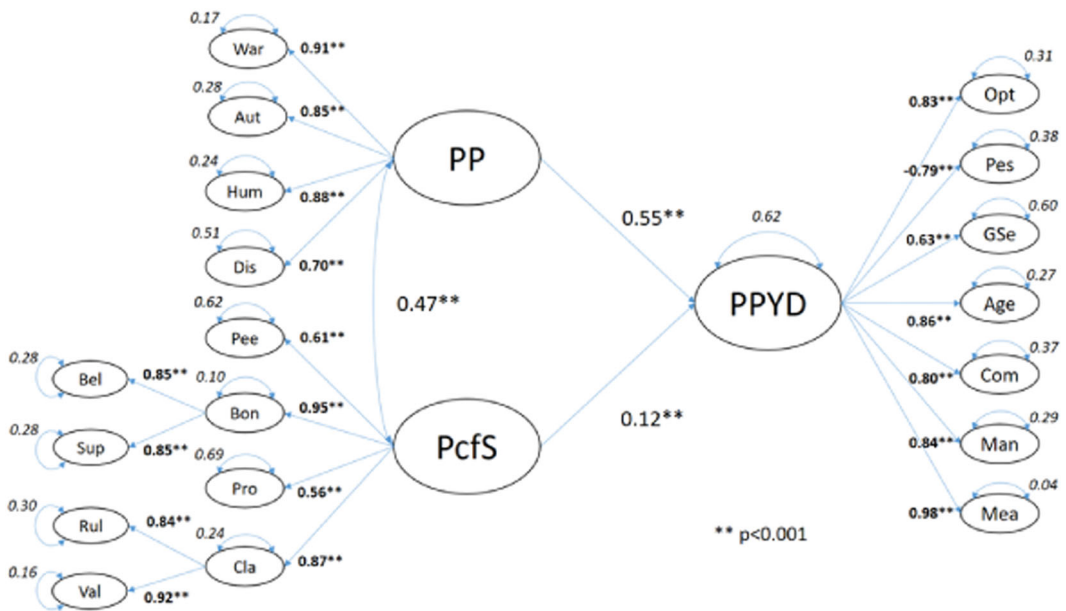 0.17
War
0.91**
0.28
Aut
0.85**
0.24
Hum
0.88**
0.51
Dis
0.70**
0.62
Pee
0.61**
0.28
Bel
0.85**
0.10
Bon
0.95**
0.28
Sup
0.85**
0.69
Pro
0.56**
0.30
Rul
0.84**
0.24
Cla
0.87**
0.16
Val
0.92**
PP
0.47**
PcfS
0.55**
0.12**
0.62
PPYD
0.31
0.83**
Opt
0.38
-0.79**
Pes
0.60
0.63**
GSe
0.27
0.86**
Age
0.37
0.80**
Com
0.29
0.84**
Man
0.04
0.98**
Mea
** p<0.001